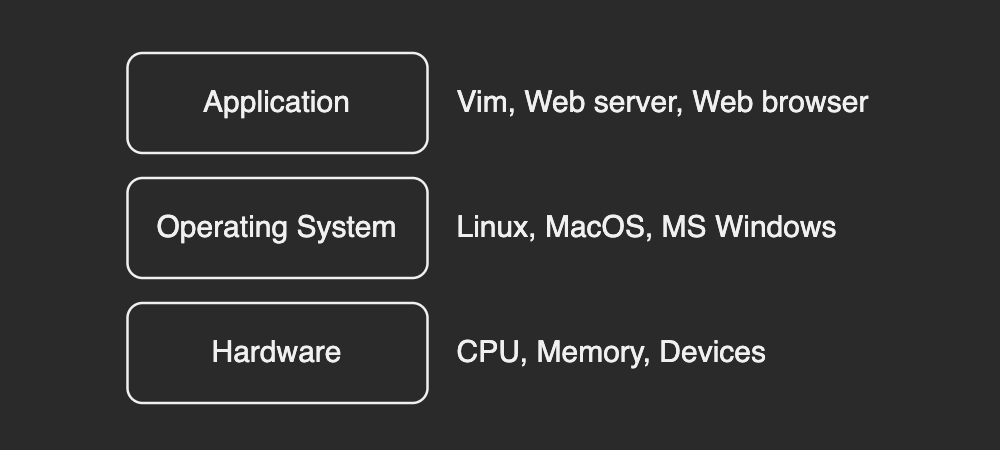 Application
Vim, Web server, Web browser
Operating System
Linux, MacOS, MS Windows
Hardware
CPU, Memory, Devices